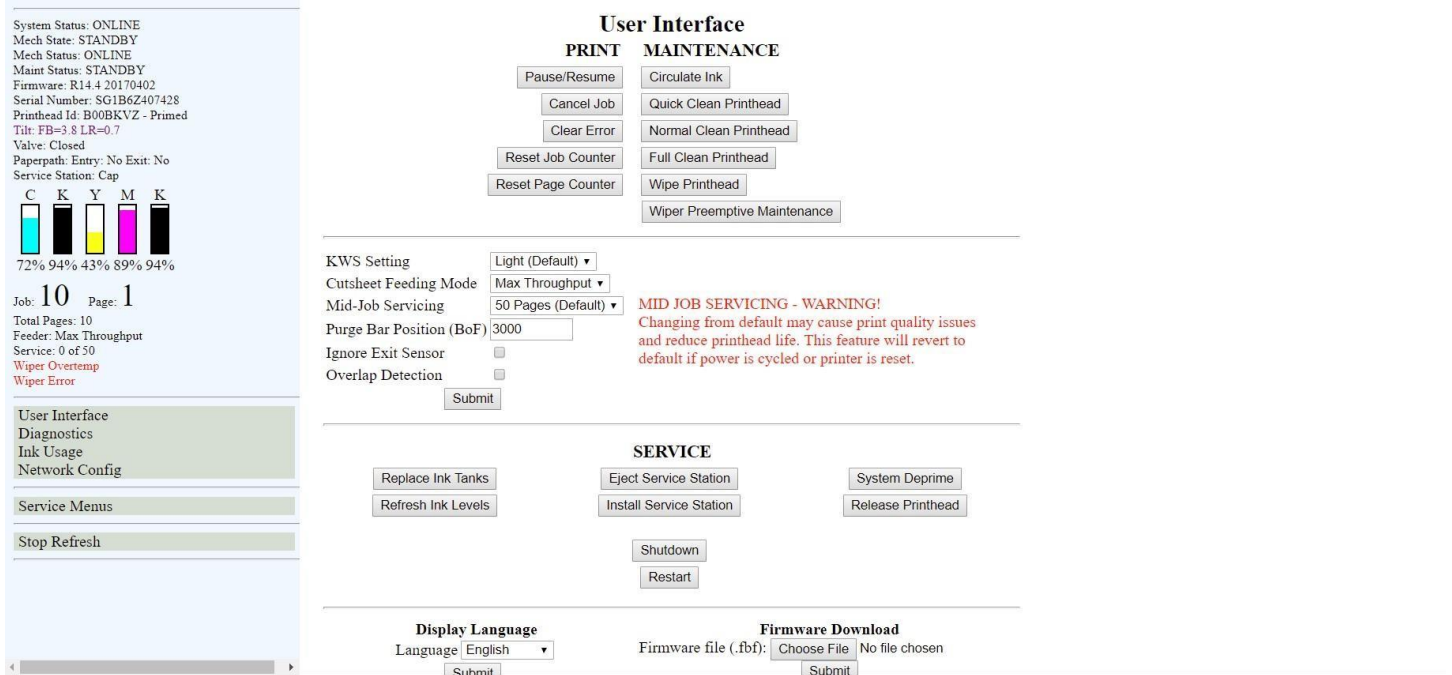 System Status: ONLINE
Mech State: STANDBY
Mech Status: ONLINE
Maint Status: STANDBY
Firmware: R14.4 20170402
Serial Number: SG1B6Z407428
Printhead Id: B00BKVZ - Primed
Tilt: FB=3.8 LR=0.7
Valve: Closed
Paperpath: Entry: No Exit: No
Service Station: Cap
C K Y M K
72% 94% 43% 89% 94%
Job: 10 Page: 1
Total Pages: 10
Feeder: Max Throughput
Service: 0 of 50
Wiper Overtemp
Wiper Error
User Interface
Diagnostics
Ink Usage
Network Config
Service Menus
Stop Refresh
User Interface
PRINT MAINTENANCE
Pause/Resume Circulate Ink
Cancel Job Quick Clean Printhead
Clear Error Normal Clean Printhead
Reset Job Counter Full Clean Printhead
Reset Page Counter Wipe Printhead
Wiper Preemptive Maintenance
KWS Setting Light (Default)
Cutsheet Feeding Mode Max Throughput
Mid-Job Servicing 50 Pages (Default)
Purge Bar Position (BoF) 3000
Ignore Exit Sensor
Overlap Detection
Submit
MID JOB SERVICING - WARNING!
Changing from default may cause print quality issues
and reduce printhead life. This feature will revert to
default if power is cycled or printer is reset.
SERVICE
Replace Ink Tanks Eject Service Station System Deprime
Refresh Ink Levels Install Service Station Release Printhead
Shutdown
Restart
Display Language
Language English
Submit
Firmware Download
Firmware file (.fbf): Choose File No file chosen
Submit